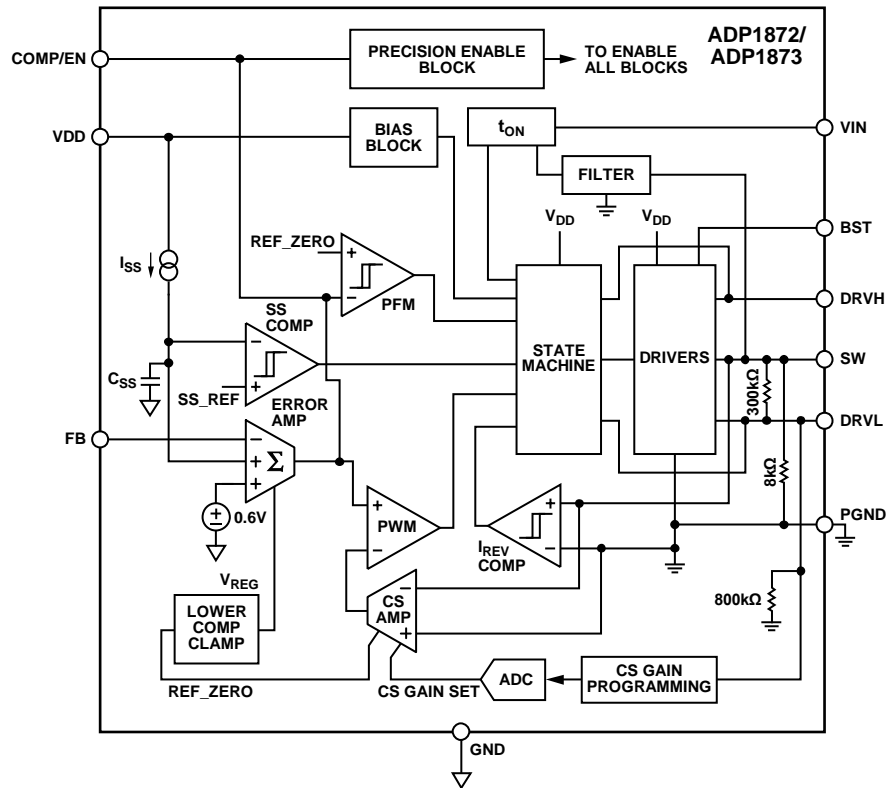 ADP1872/
ADP1873
COMP/EN
PRECISION ENABLE
BLOCK
TO ENABLE
ALL BLOCKS
VDD
BIAS
BLOCK
tON
VIN
FILTER
VDD
VDD
BST
REF_ZERO
+
−
PFM
ISS
DRVH
SS
COMP
−
+
STATE
MACHINE
DRIVERS
SW
CSS
SS_REF
300kΩ
ERROR
AMP
DRVL
FB
−
+
+
Σ
8kΩ
0.6V
+
−
PWM
+
−
IREV
COMP
PGND
VREG
LOWER
COMP
CLAMP
CS
AMP
−
+
800kΩ
REF_ZERO
CS GAIN SET
ADC
CS GAIN
PROGRAMMING
GND